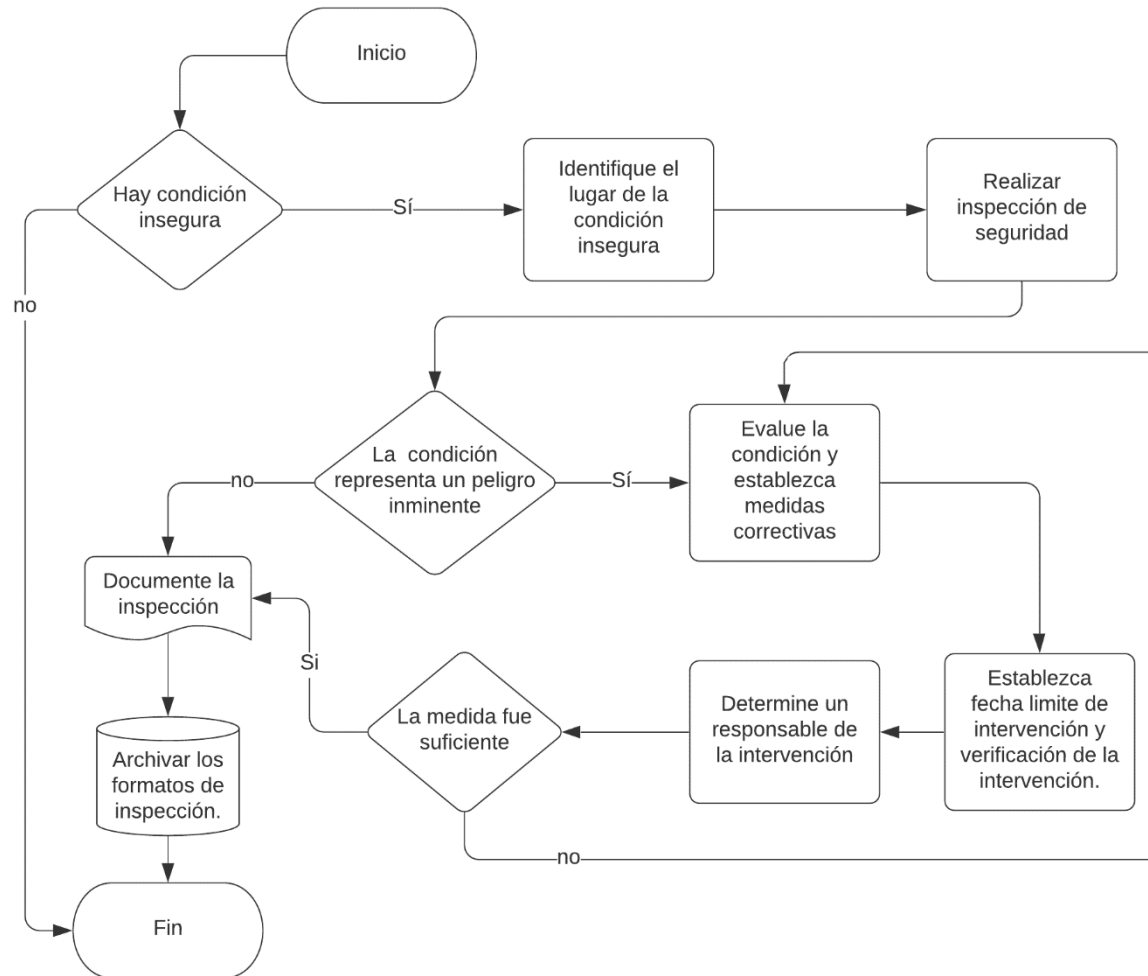 Inicio
Hay condición
insegura
Sí
Identifique el
lugar de la
condición
insegura
Realizar
inspección de
seguridad
no
La condición
representa un peligro
inminente
no
Sí
Evalue la
condición y
establezca
medidas
correctivas
Documente la
inspección
Si
La medida fue
suficiente
Determine un
responsable de
la intervención
Establezca
fecha limite de
intervención y
verificación de la
intervención.
Archivar los
formatos de
inspección.
no
Fin